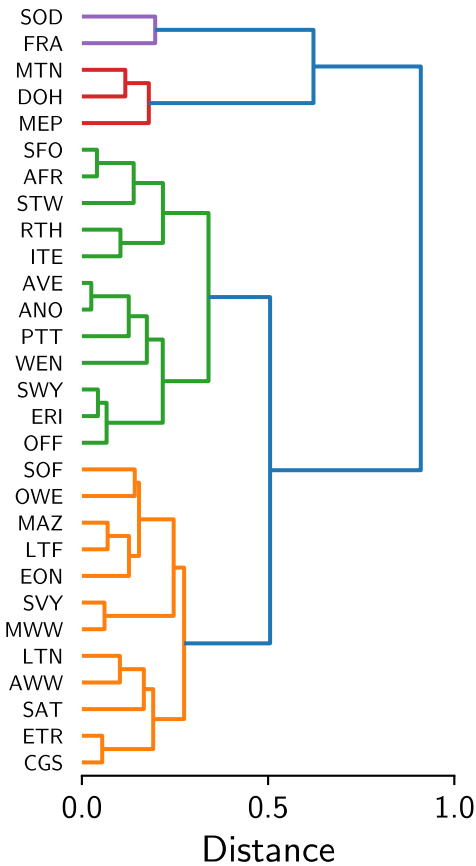 SOD
FRA
MTN
DOH
MEP
SFO
AFR
STW
RTH
ITE
AVE
ANO
PTT
WEN
SWY
ERI
OFF
SOF
OWE
MAZ
LTF
EON
SVY
MWW
LTN
AWW
SAT
ETR
CGS
0.0 0.5 1.0
Distance